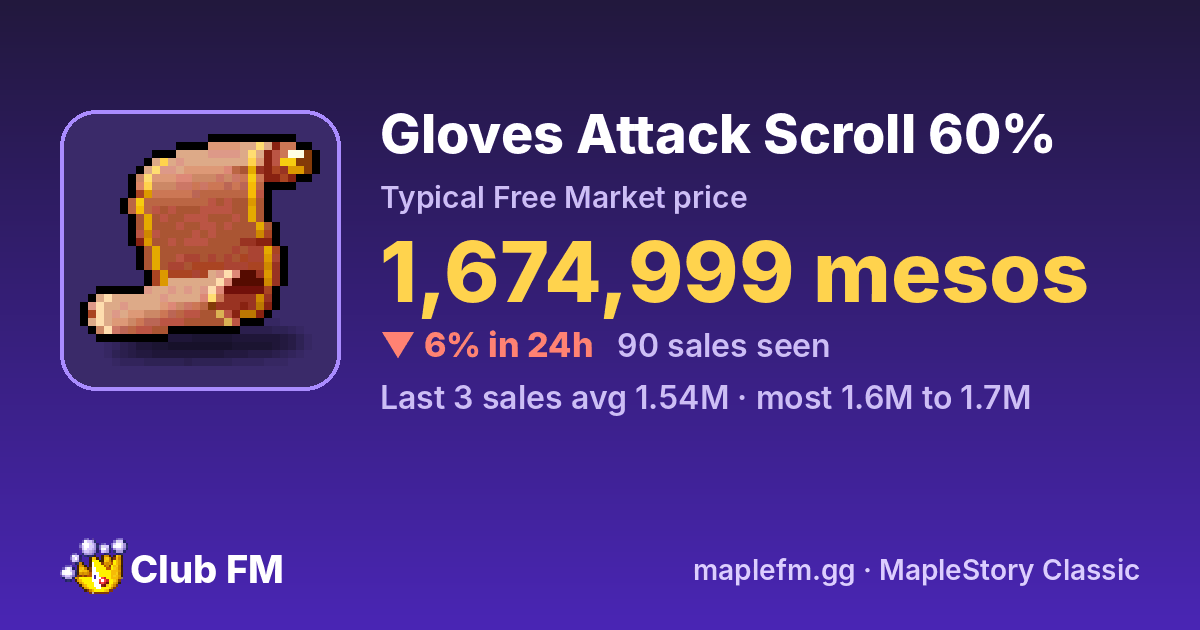 Gloves Attack Scroll 60%
Typical Free Market price
1,674,999 mesos
▼ 6% in 24h 90 sales seen
Last 3 sales avg 1.54M · most 1.6M to 1.7M
Club FM
maplefm.gg · MapleStory Classic